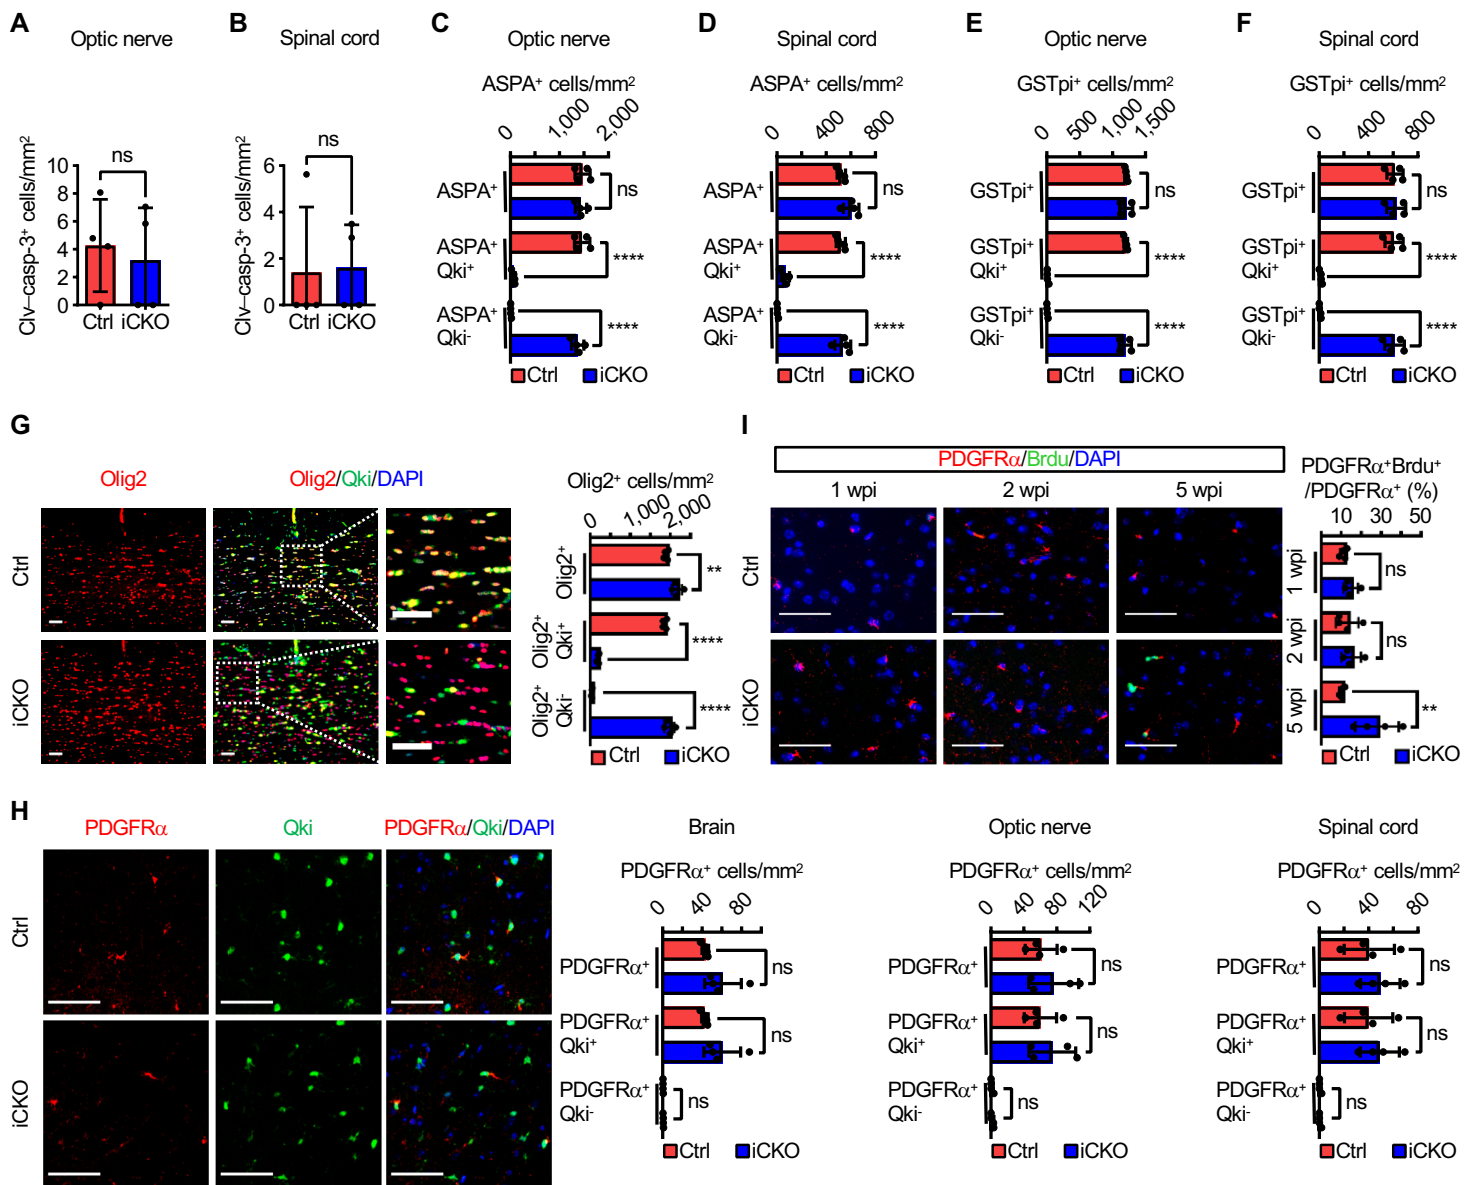 A
Optic nerve
Clv–casp-3⁺ cells/mm²
10
8
6
4
2
0
ns
Ctrl
iCKO
B
Spinal cord
Clv–casp-3⁺ cells/mm²
6
4
2
0
ns
Ctrl
iCKO
C
Optic nerve
ASPA⁺ cells/mm²
0
1,000
2,000
ASPA⁺
ns
ASPA⁺
Qki⁺
****
ASPA⁺
Qki-
****
Ctrl
iCKO
D
Spinal cord
ASPA⁺ cells/mm²
0
400
800
ASPA⁺
ns
ASPA⁺
Qki⁺
****
ASPA⁺
Qki-
****
Ctrl
iCKO
E
Optic nerve
GSTpi⁺ cells/mm²
0
500
1,000
1,500
GSTpi⁺
ns
GSTpi⁺
Qki⁺
****
GSTpi⁺
Qki-
****
Ctrl
iCKO
F
Spinal cord
GSTpi⁺ cells/mm²
0
400
800
GSTpi⁺
ns
GSTpi⁺
Qki⁺
****
GSTpi⁺
Qki-
****
Ctrl
iCKO
G
Olig2
Olig2/Qki/DAPI
Ctrl
iCKO
Olig2⁺ cells/mm²
0
1,000
2,000
Olig2⁺
**
Olig2⁺
Qki⁺
****
Olig2⁺
Qki-
****
Ctrl
iCKO
I
PDGFRα/Brdu/DAPI
1 wpi
2 wpi
5 wpi
Ctrl
iCKO
PDGFRα⁺Brdu⁺
/PDGFRα⁺ (%)
10
30
50
1 wpi
ns
2 wpi
ns
5 wpi
**
Ctrl
iCKO
H
PDGFRα
Qki
PDGFRα/Qki/DAPI
Ctrl
iCKO
Brain
PDGFRα⁺ cells/mm²
0
40
80
PDGFRα⁺
ns
PDGFRα⁺
Qki⁺
ns
PDGFRα⁺
Qki-
ns
Ctrl
iCKO
Optic nerve
PDGFRα⁺ cells/mm²
0
40
80
120
PDGFRα⁺
ns
PDGFRα⁺
Qki⁺
ns
PDGFRα⁺
Qki-
ns
Ctrl
iCKO
Spinal cord
PDGFRα⁺ cells/mm²
0
40
80
PDGFRα⁺
ns
PDGFRα⁺
Qki⁺
ns
PDGFRα⁺
Qki-
ns
Ctrl
iCKO